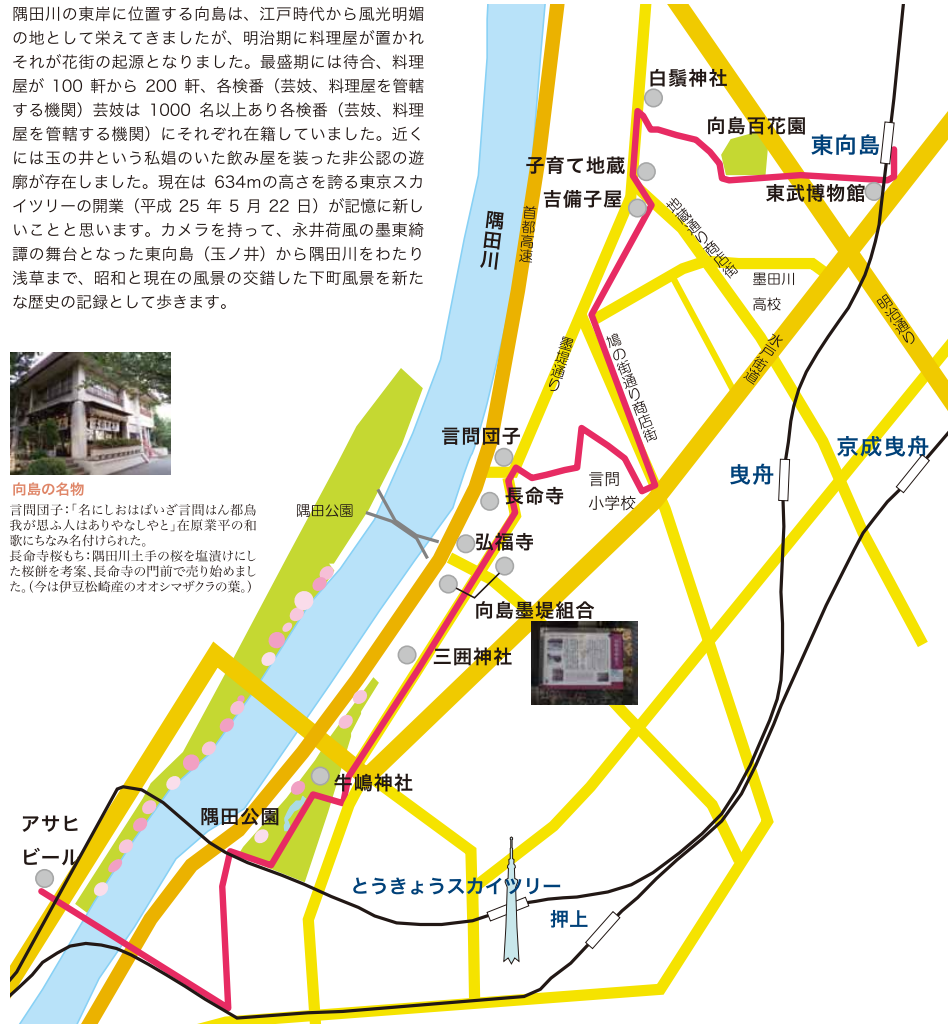 隅田川の東岸に位置する向島は、江戸時代から風光明媚
の地として栄えてきましたが、明治期に料理屋が置かれ
それが花街の起源となりました。最盛期には待合、料理
屋が 100 軒から 200 軒、各検番（芸妓、料理屋を管轄
する機関）芸妓は 1000 名以上あり各検番（芸妓、料理
屋を管轄する機関）にそれぞれ在籍していました。近く
には玉の井という私娼のいた飲み屋を装った非公認の遊
廓が存在しました。現在は 634mの高さを誇る東京スカ
イツリーの開業（平成 25 年 5 月 22 日）が記憶に新し
いことと思います。カメラを持って、永井荷風の墨東綺
譚の舞台となった東向島（玉ノ井）から隅田川をわたり
浅草まで、昭和と現在の風景の交錯した下町風景を新た
な歴史の記録として歩きます。
向島の名物
言問団子：「名にしおはばいざ言問はん都鳥
我が思ふ人はありやなしやと」在原業平の和
歌にちなみ名付けられた。
長命寺桜もち：隅田川土手の桜を塩漬けにし
た桜餅を考案、長命寺の門前で売り始めまし
た。（今は伊豆松崎産のオオシマザクラの葉。）
白鬚神社
向島百花園
東向島
子育て地蔵
東武博物館
吉備子屋
隅田川
首都高速
地蔵通り商店街
墨田川
高校
明治通り
水戸街道
墨堤通り
鳩の街通り商店街
言問団子
京成曳舟
曳舟
言問
小学校
長命寺
隅田公園
弘福寺
向島墨堤組合
三囲神社
牛嶋神社
隅田公園
アサヒ
ビール
とうきょうスカイツリー
押上